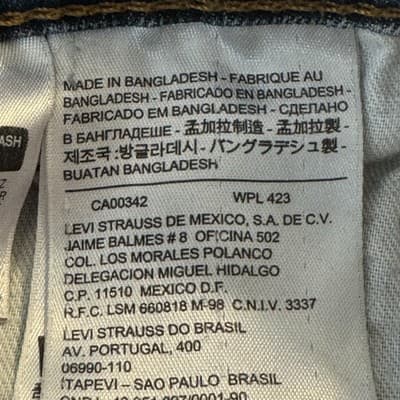 MADE IN BANGLADESH - FABRIQUE AU
BANGLADESH - FABRICADO EN BANGLADESH -
FABRICADO EM BANGLADESH - СДЕЛАНО
В БАНГЛАДЕШЕ - 孟加拉制造 - 孟加拉製 -
제조국 :방글라데시 - バングラデシュ製 -
BUATAN BANGLADESH
CA00342 WPL 423
LEVI STRAUSS DE MEXICO, S.A. DE C.V.
JAIME BALMES # 8 OFICINA 502
COL. LOS MORALES POLANCO
DELEGACION MIGUEL HIDALGO
C.P. 11510 MEXICO D.F.
R.F.C. LSM 660818 M-98 C.N.I.V. 3337
LEVI STRAUSS DO BRASIL
AV. PORTUGAL, 400
06990-110
ITAPEVI – SAO PAULO BRASIL